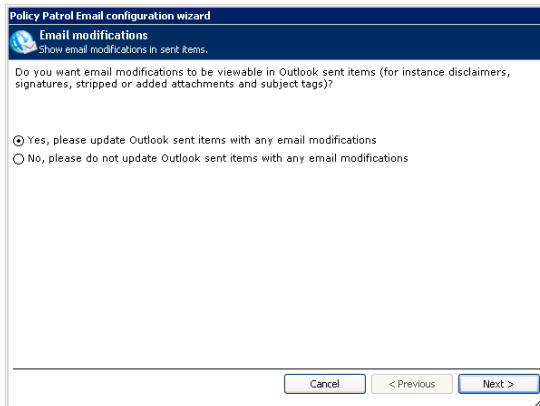 Policy Patrol Email configuration wizard
Email modifications
Show email modifications in sent items.
Do you want email modifications to be viewable in Outlook sent items (for instance disclaimers,
signatures, stripped or added attachments and subject tags)?
Yes, please update Outlook sent items with any email modifications
No, please do not update Outlook sent items with any email modifications
Cancel < Previous Next >